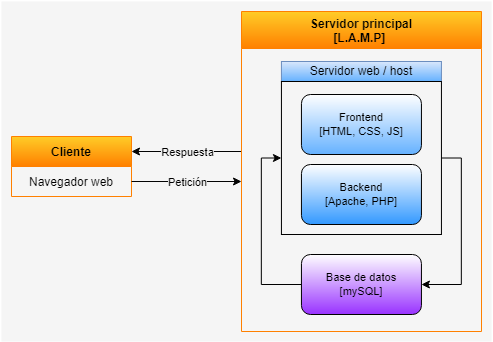 Servidor principal
[L.A.M.P]
Servidor web / host
Frontend
[HTML, CSS, JS]
Cliente
Respuesta
Navegador web
Petición
Backend
[Apache, PHP]
Base de datos
[mySQL]